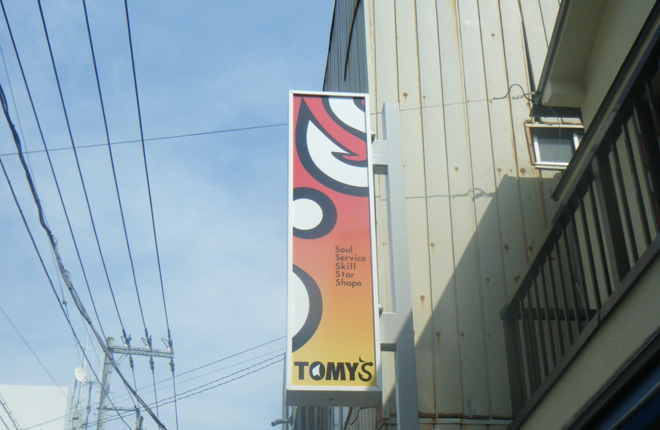 Soul
Service
Skill
Star
Shape
TOMY'S